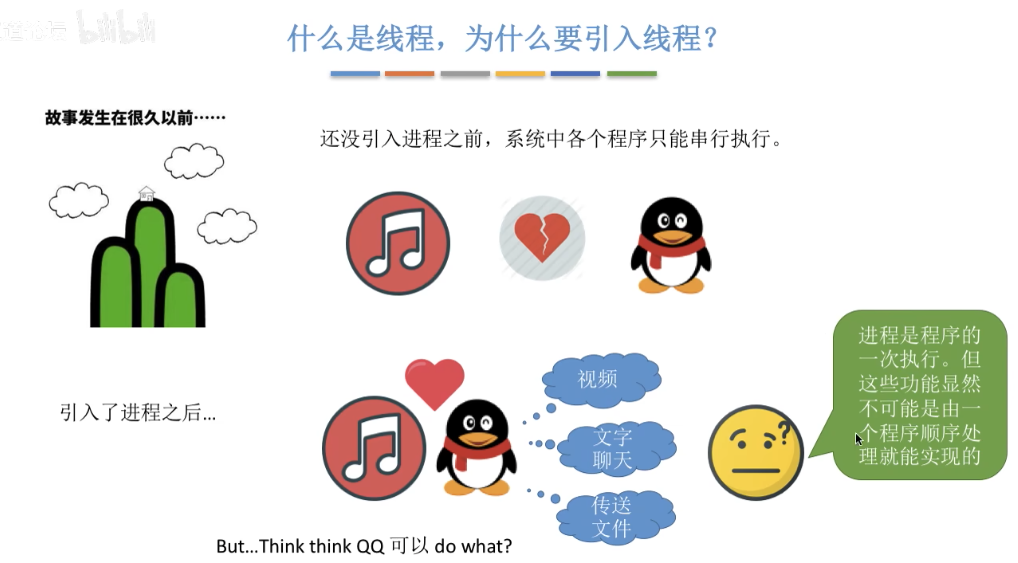 bilibili
什么是线程，为什么要引入线程？
故事发生在很久以前……
还没引入进程之前，系统中各个程序只能串行执行。
引入了进程之后…
视频
文字
聊天
传送
文件
?
进程是程序的
一次执行。但
这些功能显然
不可能是由一
个程序顺序处
理就能实现的
But…Think think QQ 可以 do what?